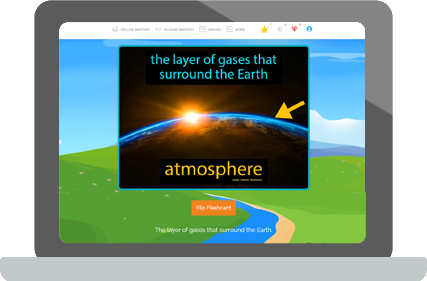 the layer of gases that
surround the Earth
atmosphere
Flip Flashcard
The layer of gases that surround the Earth.